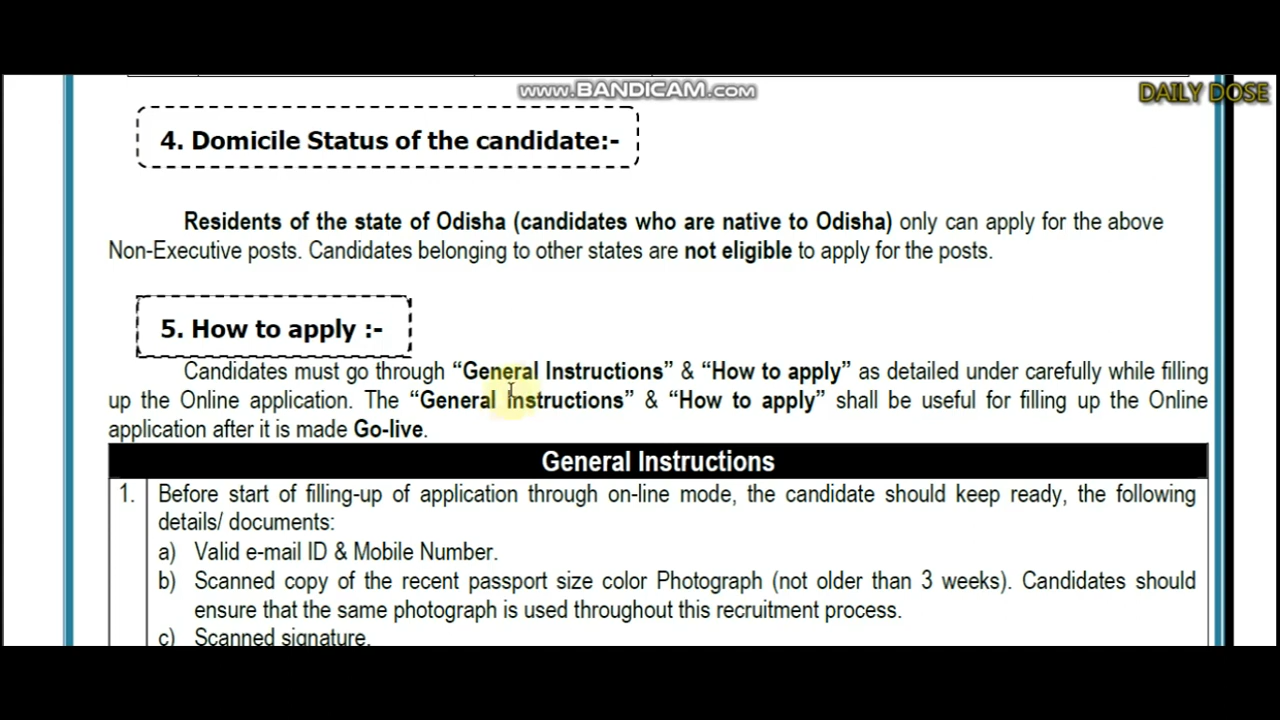 www.BANDICAM.com
DAILY DOSE
4. Domicile Status of the candidate:-
Residents of the state of Odisha (candidates who are native to Odisha) only can apply for the above
Non-Executive posts. Candidates belonging to other states are not eligible to apply for the posts.
5. How to apply :-
Candidates must go through “General Instructions” & “How to apply” as detailed under carefully while filling
up the Online application. The “General Instructions” & “How to apply” shall be useful for filling up the Online
application after it is made Go-live.
General Instructions
1. Before start of filling-up of application through on-line mode, the candidate should keep ready, the following
details/ documents:
a) Valid e-mail ID & Mobile Number.
b) Scanned copy of the recent passport size color Photograph (not older than 3 weeks). Candidates should
ensure that the same photograph is used throughout this recruitment process.
c) Scanned signature.